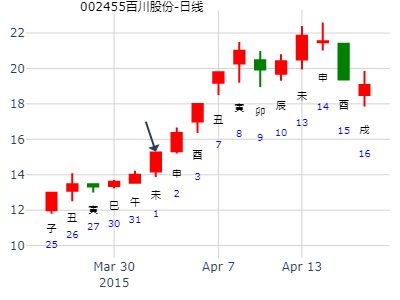 002455百川股份-日线
22
20
18
16
14
12
10
子
丑
寅
巳
午
未
申
酉
丑
寅
卯
辰
未
申
酉
戌
25
26
27
30
31
1
2
3
7
8
9
10
13
14
15
16
Mar 30
2015
Apr 7
Apr 13